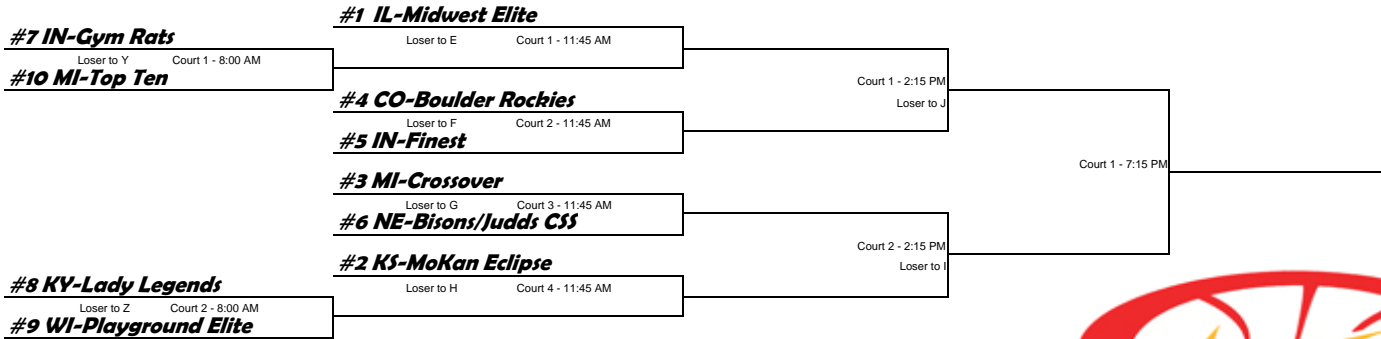 #1 IL-Midwest Elite
#7 IN-Gym Rats
Loser to E Court 1 - 11:45 AM
Loser to Y Court 1 - 8:00 AM
#10 MI-Top Ten
Court 1 - 2:15 PM
#4 CO-Boulder Rockies
Loser to J
Loser to F Court 2 - 11:45 AM
#5 IN-Finest
Court 1 - 7:15 PM
#3 MI-Crossover
Loser to G Court 3 - 11:45 AM
#6 NE-Bisons/Judds CSS
Court 2 - 2:15 PM
#2 KS-MoKan Eclipse
Loser to I
#8 KY-Lady Legends
Loser to H Court 4 - 11:45 AM
Loser to Z Court 2 - 8:00 AM
#9 WI-Playground Elite